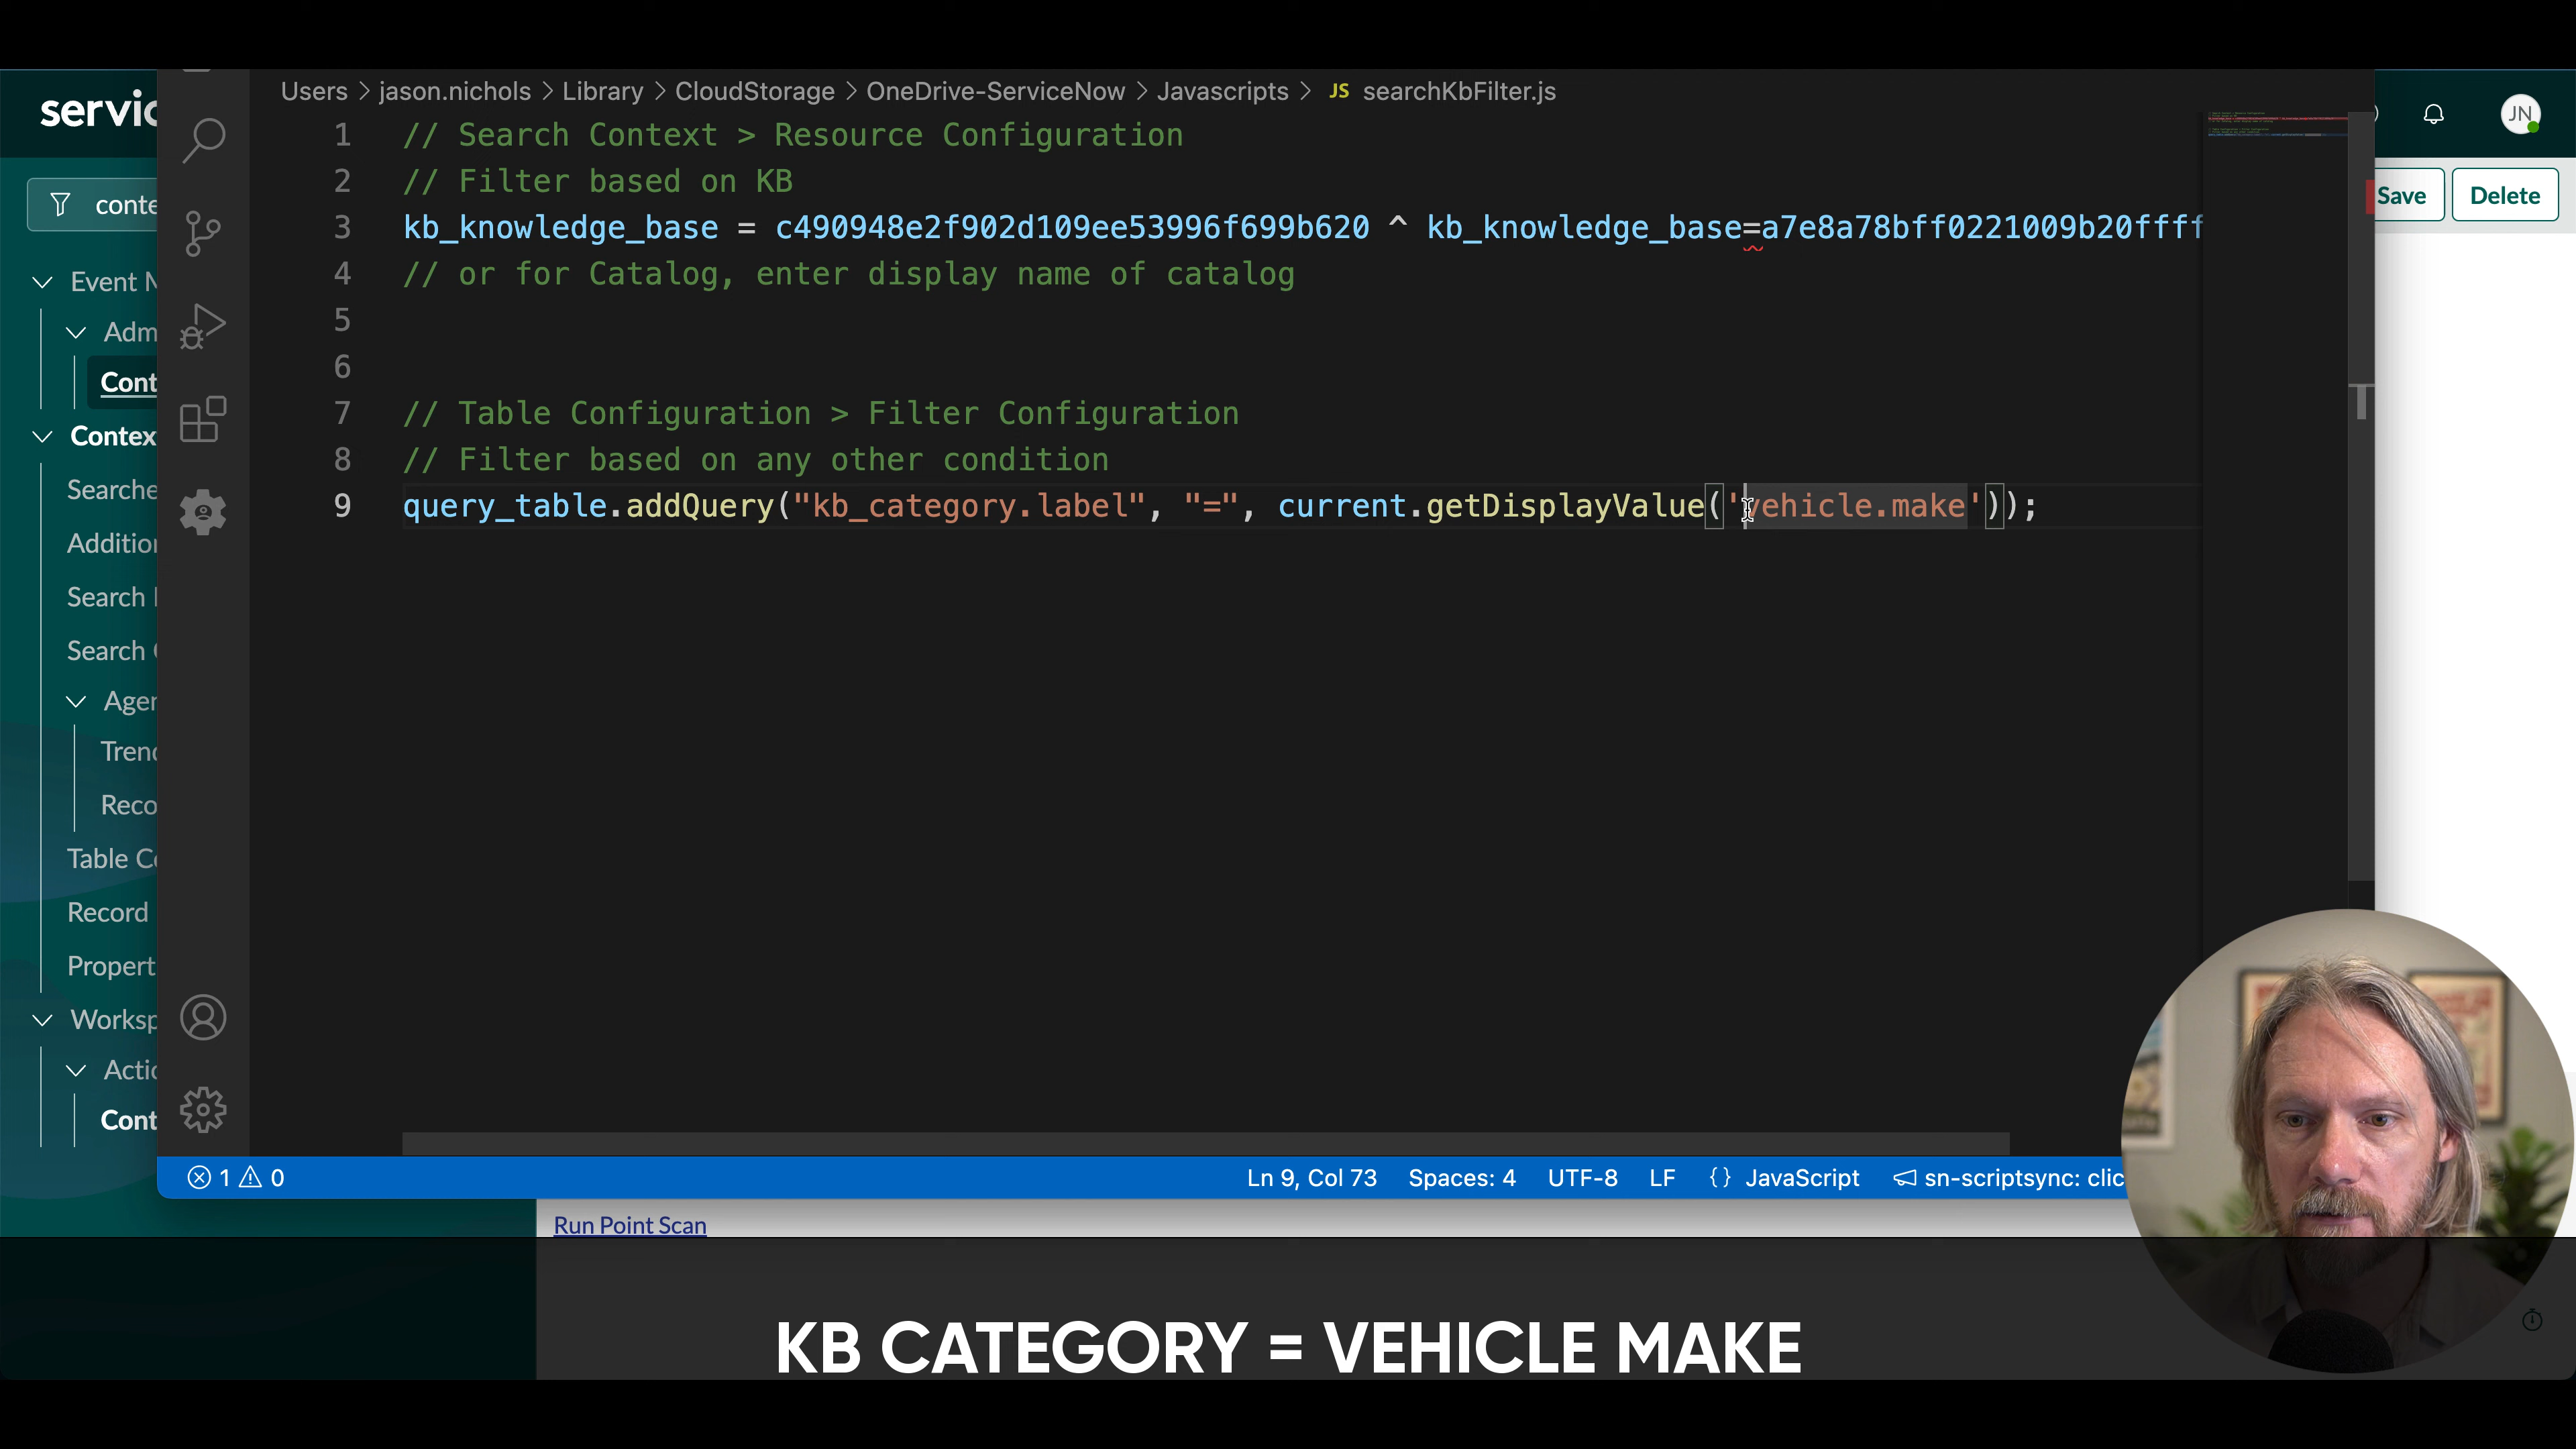 Users > jason.nichols > Library > CloudStorage > OneDrive-ServiceNow > Javascripts > JS searchKbFilter.js
servic
JN
conte
Save
Delete
Event M
Adm
Cont
Contex
Searche
Addition
Search
Search
Agen
Trend
Reco
Table Co
Record
Propert
Worksp
Actio
Cont
1 // Search Context > Resource Configuration
2 // Filter based on KB
3 kb_knowledge_base = c490948e2f902d109ee53996f699b620 ^ kb_knowledge_base=a7e8a78bff0221009b20ffff
4 // or for Catalog, enter display name of catalog
5
6
7 // Table Configuration > Filter Configuration
8 // Filter based on any other condition
9 query_table.addQuery("kb_category.label", "=", current.getDisplayValue('vehicle.make'));
1 0
Ln 9, Col 73
Spaces: 4
UTF-8
LF
{} JavaScript
sn-scriptsync: clic
Run Point Scan
KB CATEGORY = VEHICLE MAKE